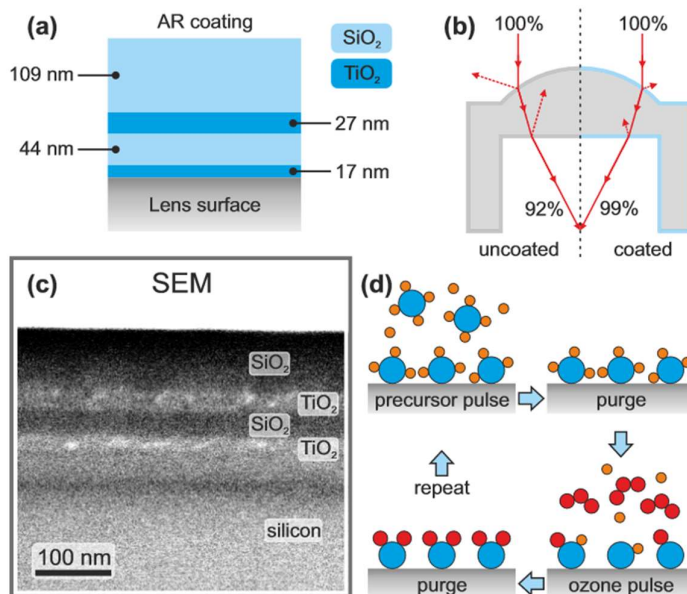 (a)
AR coating
SiO₂
TiO₂
109 nm
27 nm
44 nm
17 nm
Lens surface
(b)
100%
100%
92%
99%
uncoated
coated
(c)
SEM
SiO₂
TiO₂
SiO₂
TiO₂
silicon
100 nm
(d)
precursor pulse
purge
repeat
purge
ozone pulse